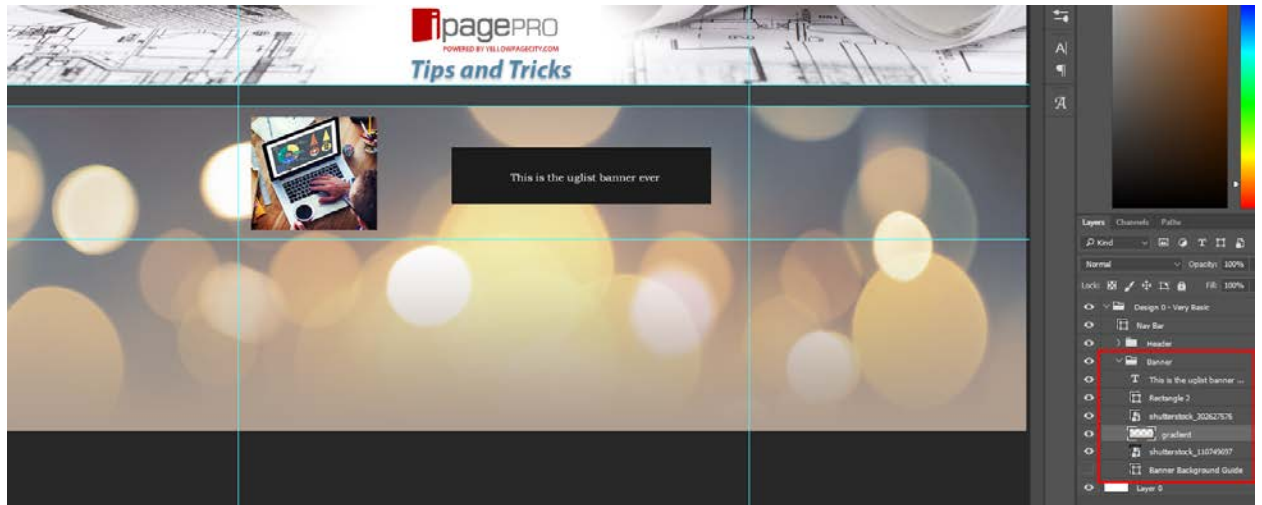 ipagePRO
POWERED BY YELLOWPAGECITY.COM
Tips and Tricks
This is the uglist banner ever
A
Layers Channels Paths
Kind
T
Normal Opacity: 100%
Lock: Fill: 100%
Design 0 - Very Basic
Nav Bar
Header
Banner
T This is the uglist banner ...
Rectangle 2
shutterstock_202627576
gradient
shutterstock_110749697
Banner Background Guide
Layer 0